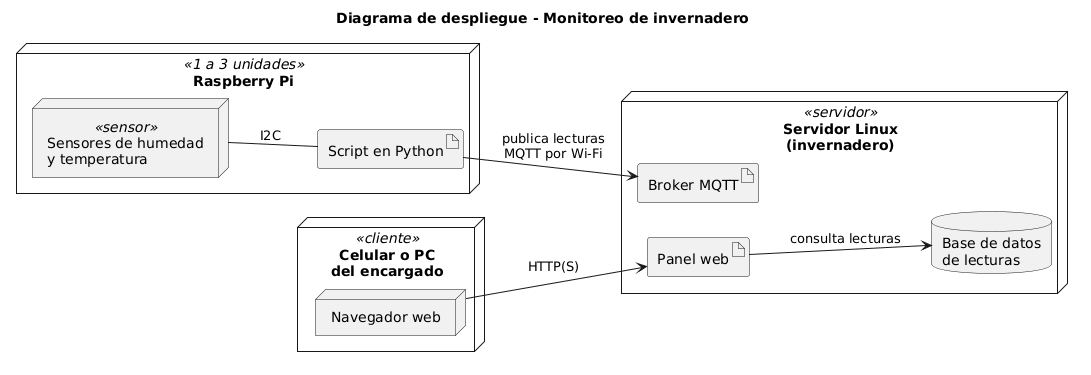 Diagrama de despliegue - Monitoreo de invernadero
«1 a 3 unidades»
Raspberry Pi
«sensor»
Sensores de humedad
y temperatura
I2C
Script en Python
publica lecturas
MQTT por Wi-Fi
«servidor»
Servidor Linux
(invernadero)
Broker MQTT
Panel web
consulta lecturas
Base de datos
de lecturas
«cliente»
Celular o PC
del encargado
Navegador web
HTTP(S)